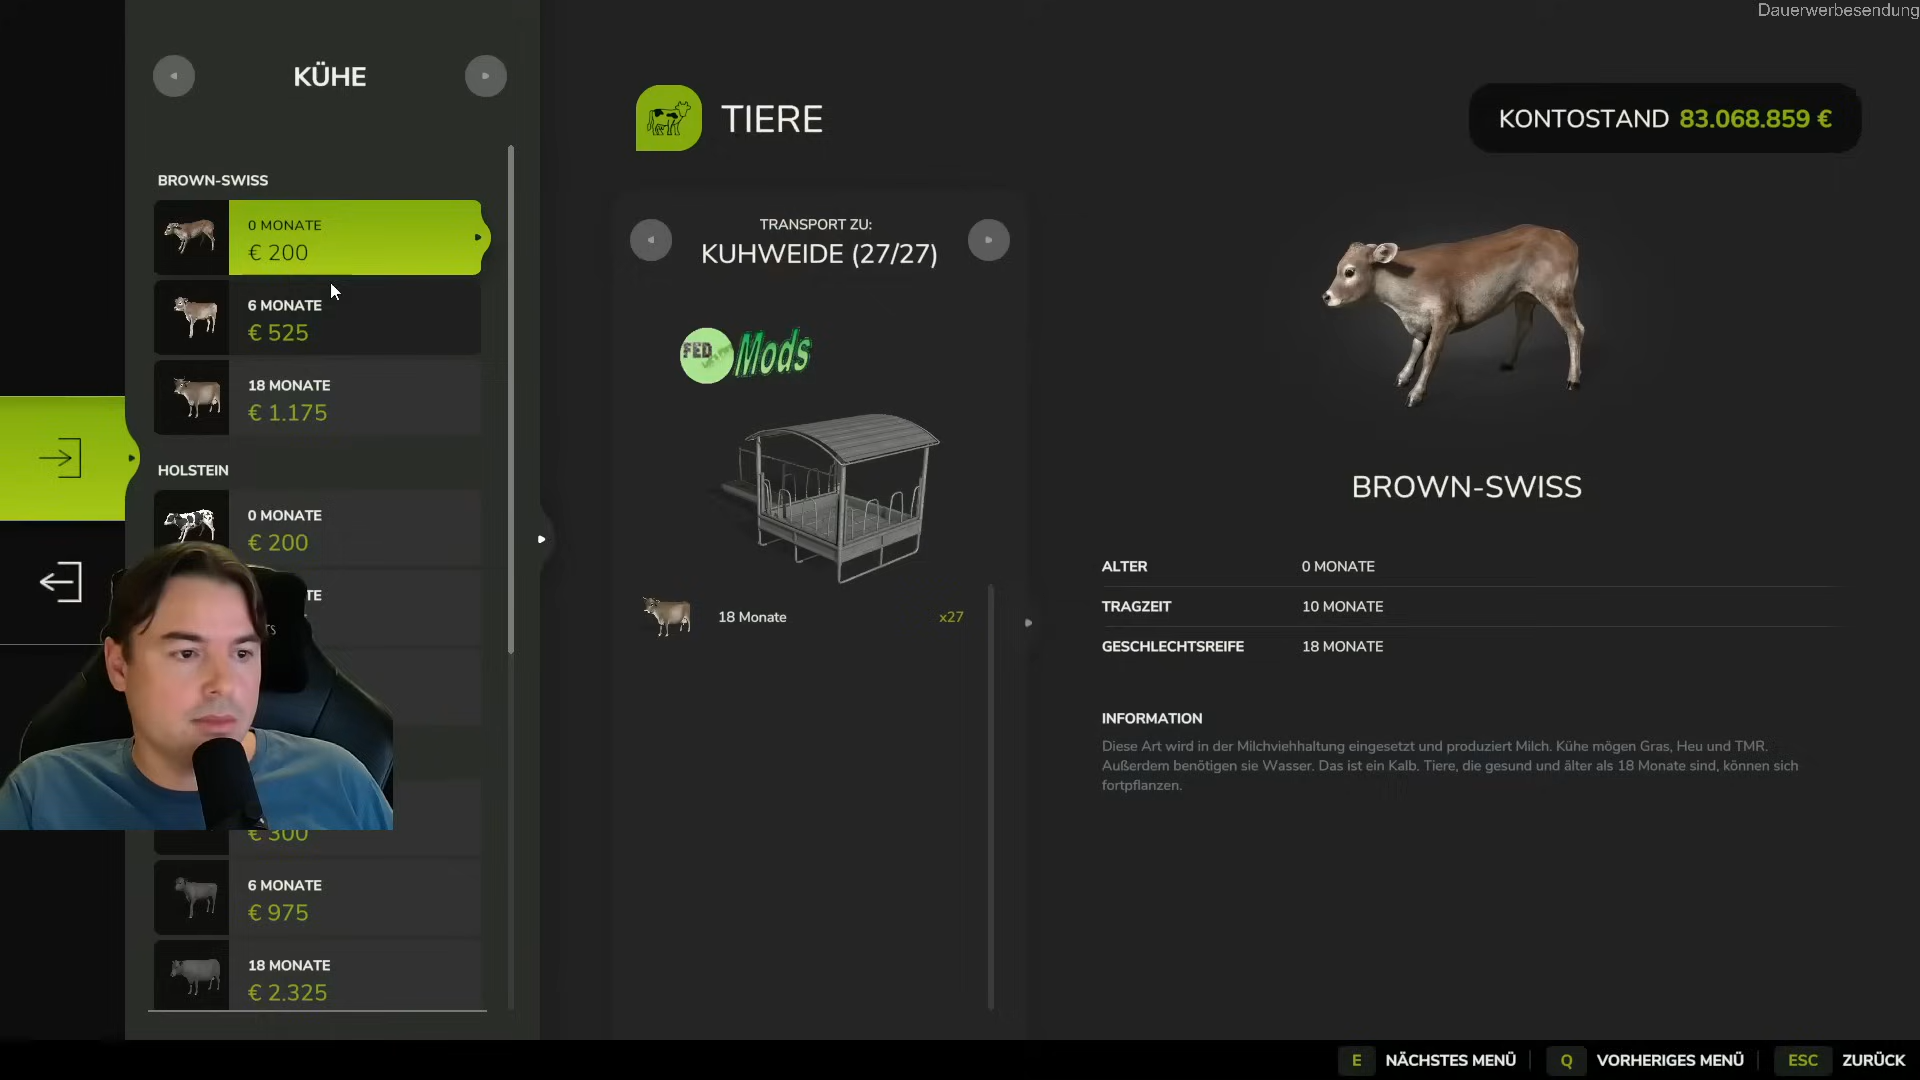 Dauerwerbesendung
KÜHE
TIERE
KONTOSTAND 83.068.859 €
BROWN-SWISS
0 MONATE
€ 200
6 MONATE
€ 525
18 MONATE
€ 1.175
HOLSTEIN
0 MONATE
€ 200
TE
TS
€ 300
6 MONATE
€ 975
18 MONATE
€ 2.325
TRANSPORT ZU:
KUHWEIDE (27/27)
FED Mods
18 Monate x27
BROWN-SWISS
ALTER 0 MONATE
TRAGZEIT 10 MONATE
GESCHLECHTSREIFE 18 MONATE
INFORMATION
Diese Art wird in der Milchviehhaltung eingesetzt und produziert Milch. Kühe mögen Gras, Heu und TMR.
Außerdem benötigen sie Wasser. Das ist ein Kalb. Tiere, die gesund und älter als 18 Monate sind, können sich
fortpflanzen.
E NÄCHSTES MENÜ Q VORHERIGES MENÜ ESC ZURÜCK